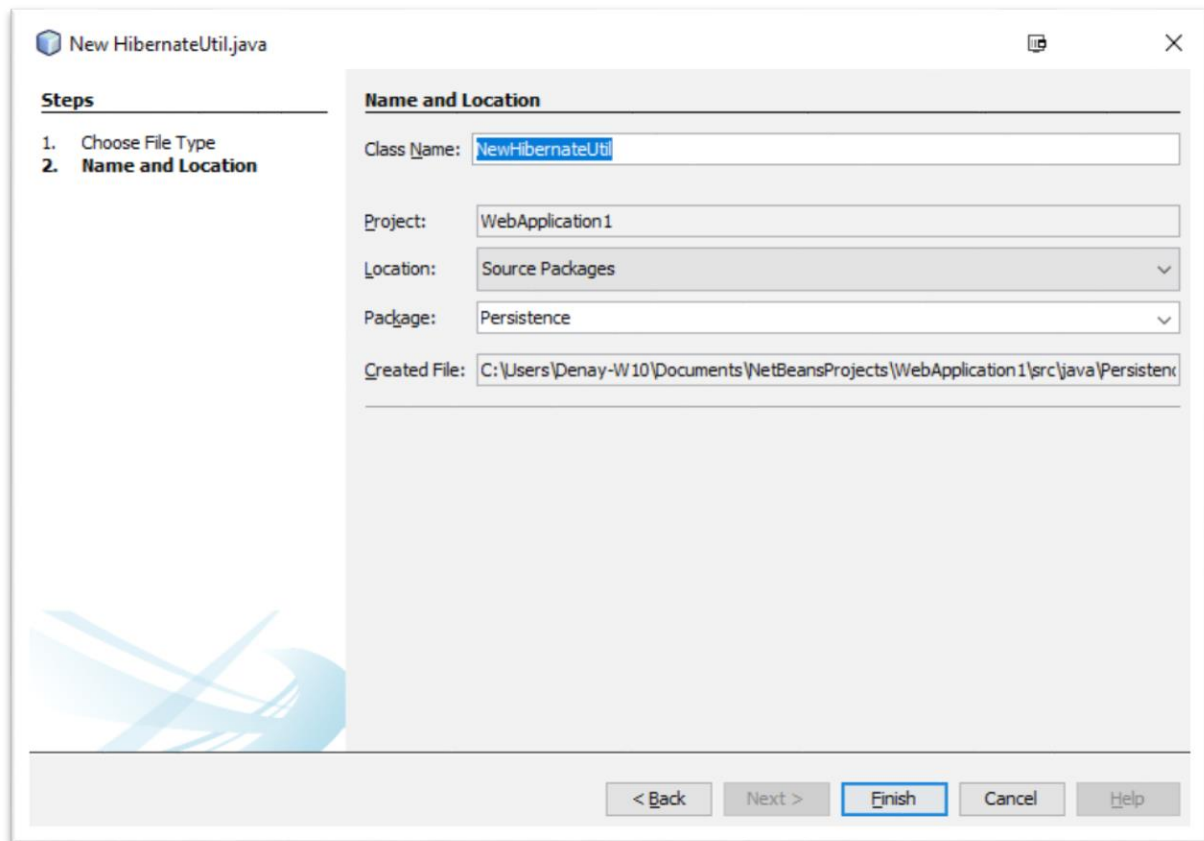 New HibernateUtil.java
Steps
1. Choose File Type
2. Name and Location
Name and Location
Class Name: NewHibernateUtil
Project: WebApplication1
Location: Source Packages
Package: Persistence
Created File: C:\Users\Denay-W10\Documents\NetBeansProjects\WebApplication1\src\java\Persistenc
< Back Next > Finish Cancel Help